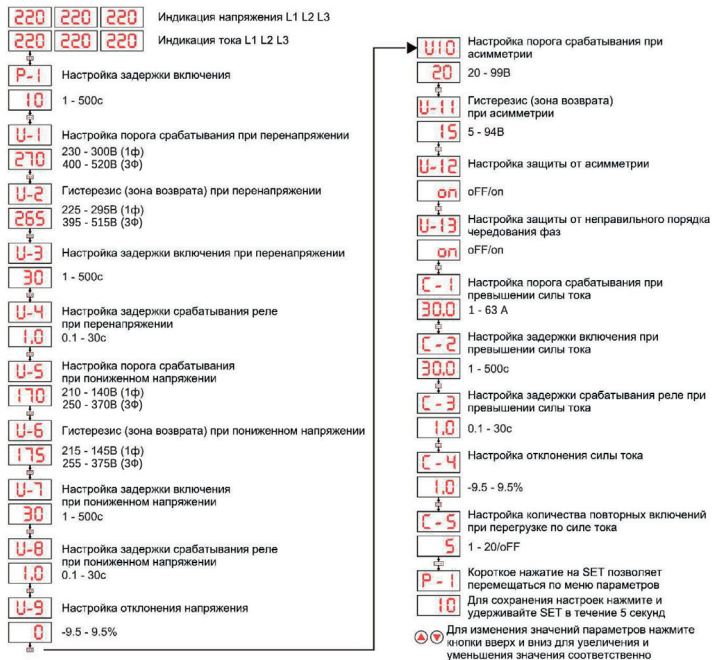 220 220 220 Индикация напряжения L1 L2 L3
220 220 220 Индикация тока L1 L2 L3
P-1 Настройка задержки включения
10 1 - 500с
U-1 Настройка порога срабатывания при перенапряжении
270 230 - 300В (1ф)
400 - 520В (3Ф)
U-2 Гистерезис (зона возврата) при перенапряжении
265 225 - 295В (1ф)
395 - 515В (3Ф)
U-3 Настройка задержки включения при перенапряжении
30 1 - 500с
U-4 Настройка задержки срабатывания реле
при перенапряжении
1.0 0.1 - 30с
U-5 Настройка порога срабатывания
при пониженном напряжении
170 210 - 140В (1ф)
250 - 370В (3Ф)
U-6 Гистерезис (зона возврата) при пониженном напряжении
175 215 - 145В (1ф)
255 - 375В (3Ф)
U-7 Настройка задержки включения
при пониженном напряжении
30 1 - 500с
U-8 Настройка задержки срабатывания реле
при пониженном напряжении
1.0 0.1 - 30с
U-9 Настройка отклонения напряжения
0 -9.5 - 9.5%
U10 Настройка порога срабатывания при
асимметрии
20 20 - 99В
U-11 Гистерезис (зона возврата)
при асимметрии
15 5 - 94В
U-12 Настройка защиты от асимметрии
on oFF/on
U-13 Настройка защиты от неправильного порядка
чередования фаз
on oFF/on
C-1 Настройка порога срабатывания при
превышении силы тока
30.0 1 - 63 А
C-2 Настройка задержки включения при
превышении силы тока
30.0 1 - 500с
C-3 Настройка задержки срабатывания реле при
превышении силы тока
1.0 0.1 - 30с
C-4 Настройка отклонения силы тока
1.0 -9.5 - 9.5%
C-5 Настройка количества повторных включений
при перегрузке по силе тока
5 1 - 20/oFF
P-1 Короткое нажатие на SET позволяет
перемещаться по меню параметров
10 Для сохранения настроек нажмите и
удерживайте SET в течение 5 секунд
Для изменения значений параметров нажмите
кнопки вверх и вниз для увеличения и
уменьшения значения соответственно